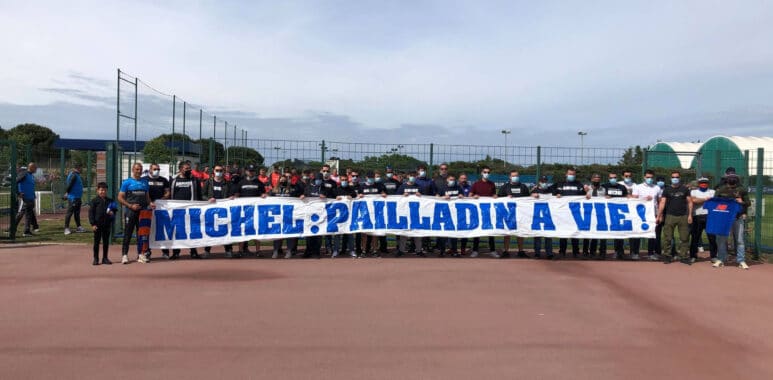 MICHEL : PAILLADIN A VIE !